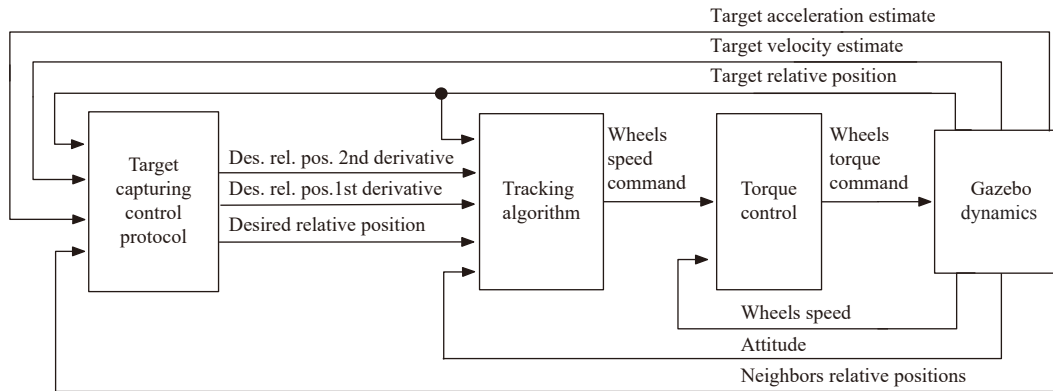 Target acceleration estimate
Target velocity estimate
Target relative position
Target
capturing
control
protocol
Des. rel. pos. 2nd derivative
Des. rel. pos.1st derivative
Desired relative position
Tracking
algorithm
Wheels
speed
command
Torque
control
Wheels
torque
command
Gazebo
dynamics
Wheels speed
Attitude
Neighbors relative positions